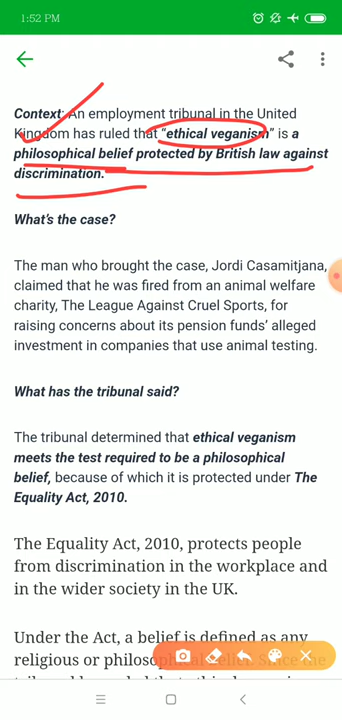 1:52 PM
Context: An employment tribunal in the United
Kingdom has ruled that “ethical veganism” is a
philosophical belief protected by British law against
discrimination.
What’s the case?
The man who brought the case, Jordi Casamitjana,
claimed that he was fired from an animal welfare
charity, The League Against Cruel Sports, for
raising concerns about its pension funds’ alleged
investment in companies that use animal testing.
What has the tribunal said?
The tribunal determined that ethical veganism
meets the test required to be a philosophical
belief, because of which it is protected under The
Equality Act, 2010.
The Equality Act, 2010, protects people
from discrimination in the workplace and
in the wider society in the UK.
Under the Act, a belief is defined as any
religious or philosophical belief. Since the